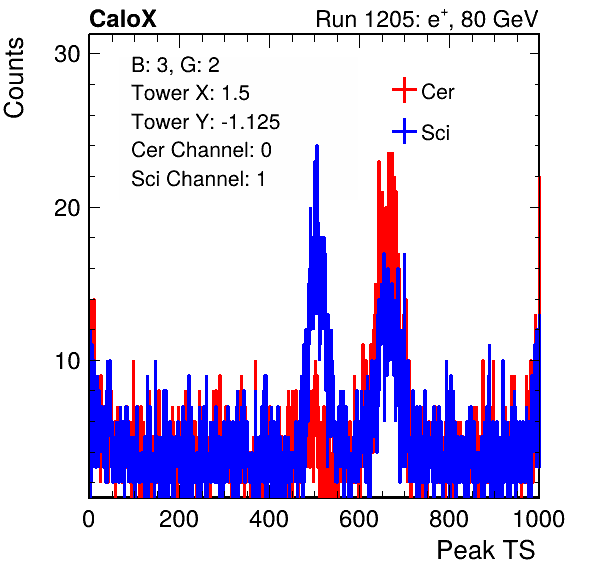 CaloX Run 1205: e⁺, 80 GeV
Counts
30
20
10
B: 3, G: 2
Tower X: 1.5
Tower Y: -1.125
Cer Channel: 0
Sci Channel: 1
Cer
Sci
0 200 400 600 800 1000
Peak TS